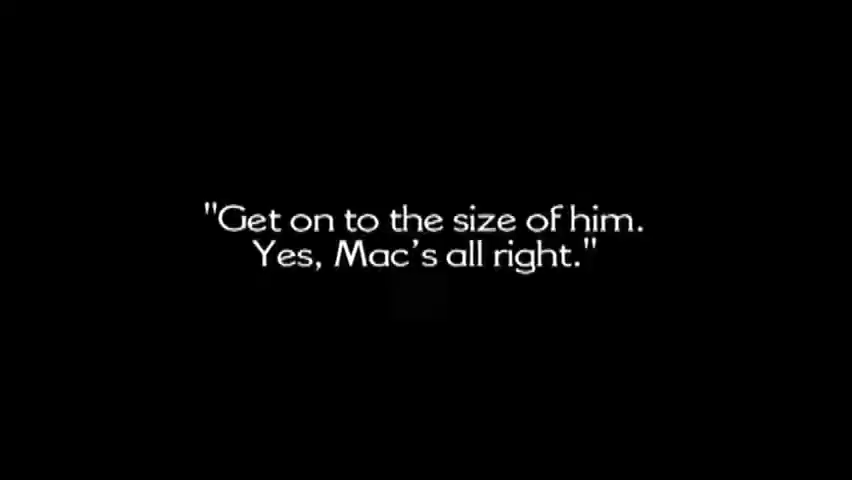 "Get on to the size of him.
Yes, Mac's all right."